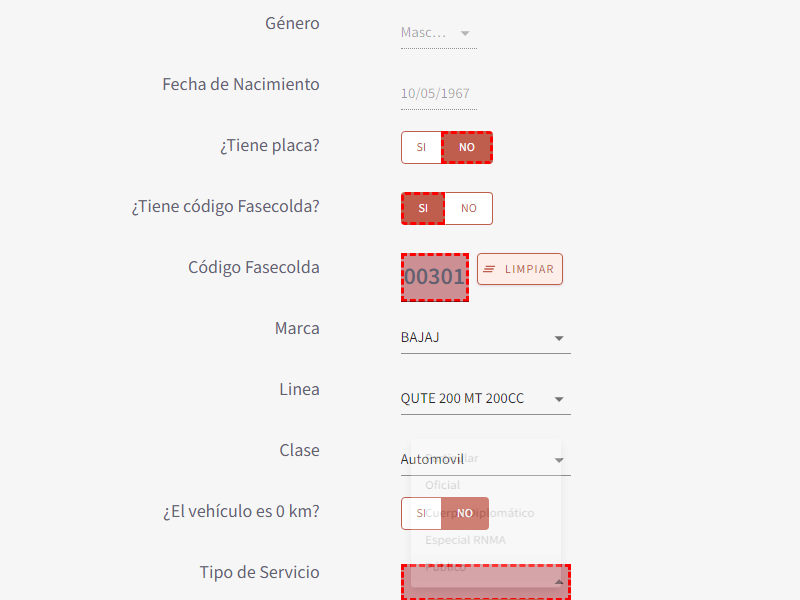 Género
Masc...
Fecha de Nacimiento
10/05/1967
¿Tiene placa?
SI NO
¿Tiene código Fasecolda?
SI NO
Código Fasecolda
00301
LIMPIAR
Marca
BAJAJ
Linea
QUTE 200 MT 200CC
Clase
Automovil
Oficial
¿El vehículo es 0 km?
SI NO
Cuerpo Diplomático
Especial RNMA
Tipo de Servicio
Público